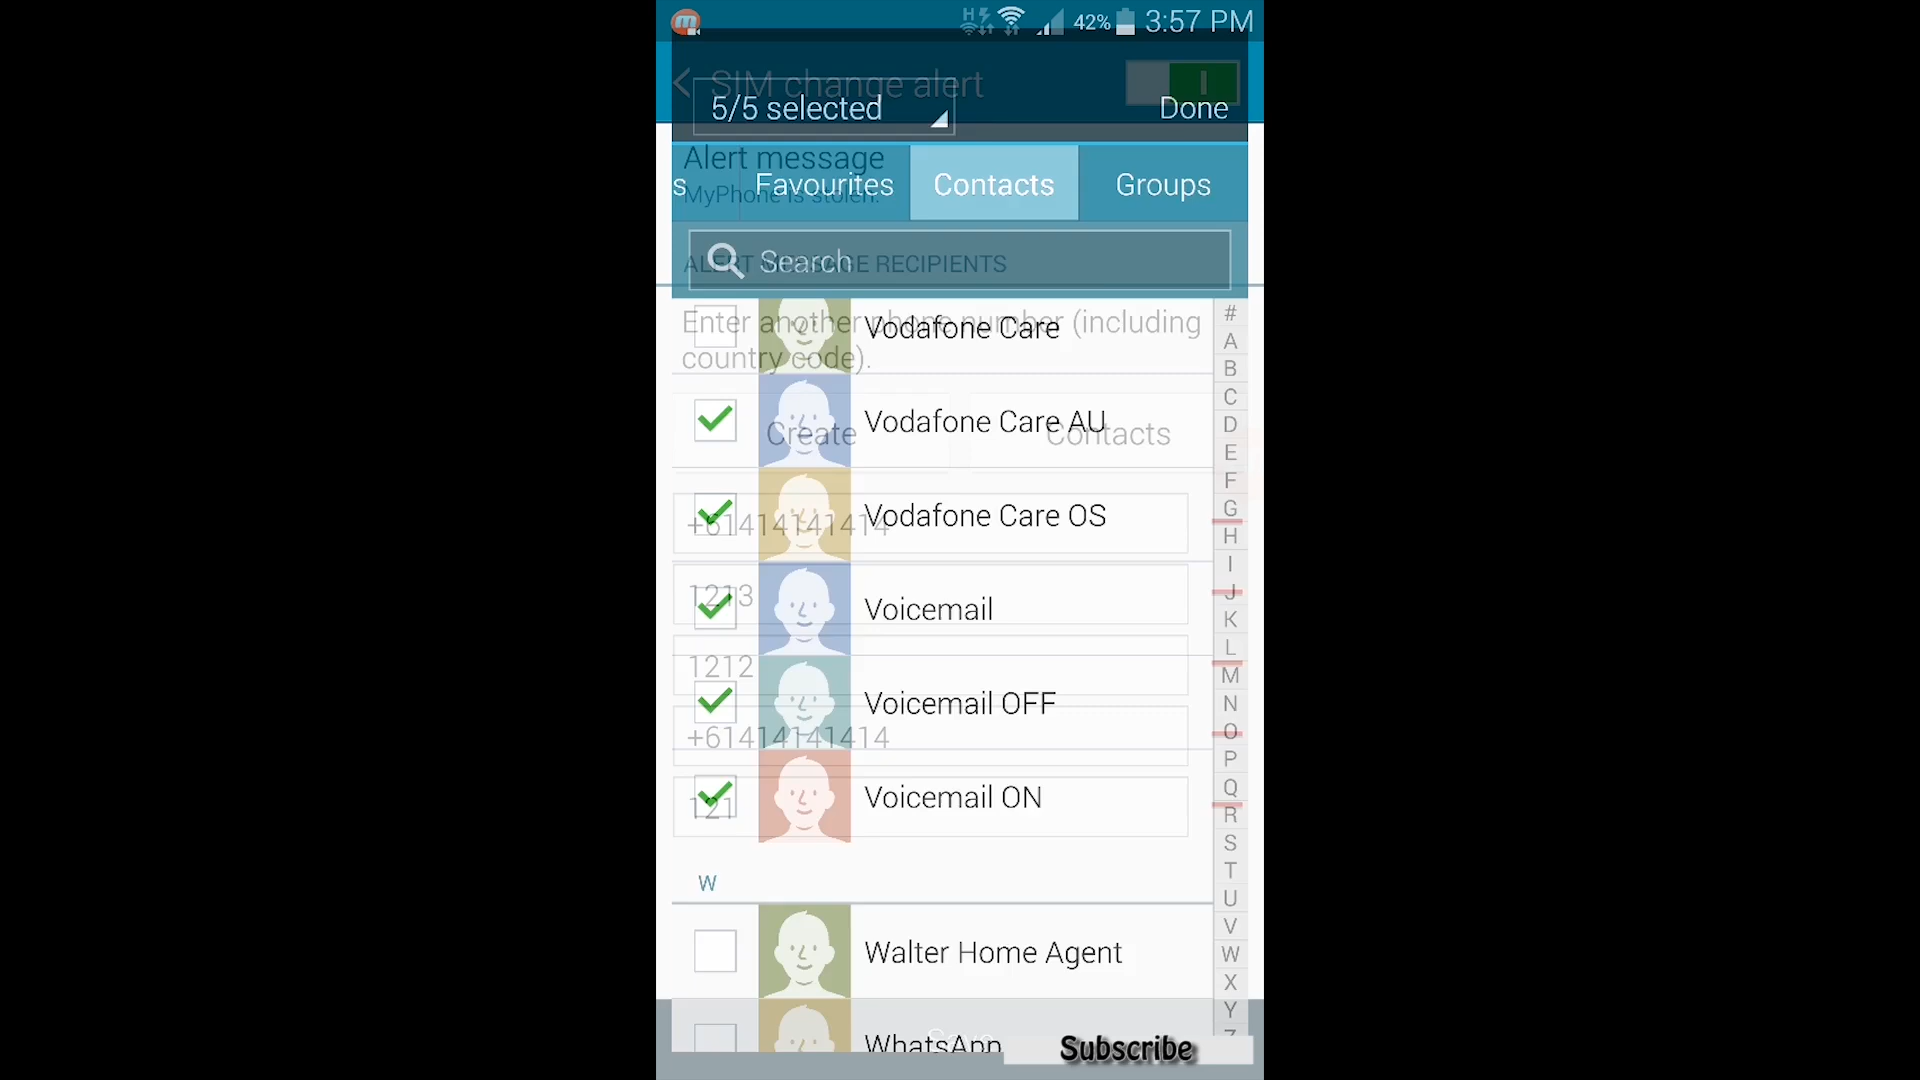 42% 3:57 PM
SIM change alert
5/5 selected
Done
Alert message
s Favourites Contacts Groups
MyPhone is stolen.
Search
ALERT MESSAGE RECIPIENTS
Enter another phone number (including
country code).
Vodafone Care
Vodafone Care AU
Create Contacts
Vodafone Care OS
+61414141414
1213
Voicemail
1212
Voicemail OFF
+61414141414
Voicemail ON
121
W
Walter Home Agent
WhatsApp
Save
Subscribe
#
A
B
C
D
E
F
G
H
I
J
K
L
M
N
O
P
Q
R
S
T
U
V
W
X
Y
Z